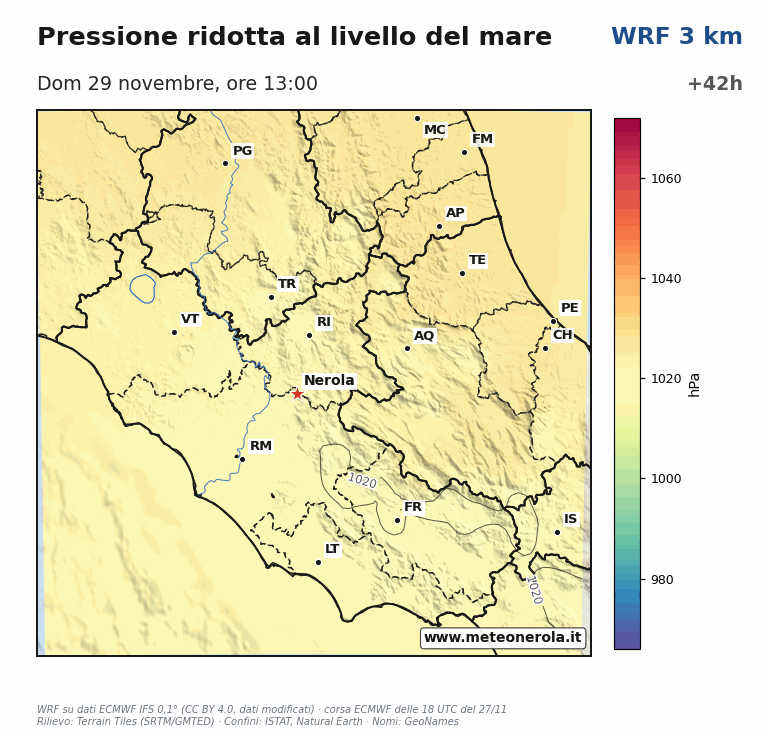 Pressione ridotta al livello del mare
WRF 3 km
Dom 29 novembre, ore 13:00
+42h
MC
FM
PG
AP
TE
TR
PE
VT
RI
AQ
CH
Nerola
RM
1020
FR
IS
LT
1020
www.meteonerola.it
1060
1040
1020
1000
980
hPa
WRF su dati ECMWF IFS 0,1° (CC BY 4.0, dati modificati) · corsa ECMWF delle 18 UTC del 27/11
Rilievo: Terrain Tiles (SRTM/GMTED) · Confini: ISTAT, Natural Earth · Nomi: GeoNames